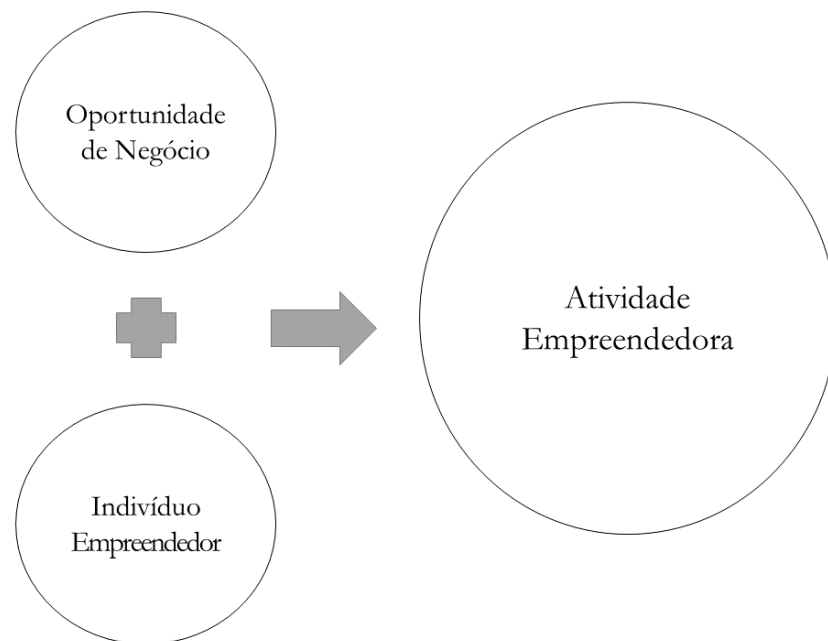 Oportunidade
de Negócio
Atividade
Empreendedora
Indivíduo
Empreendedor